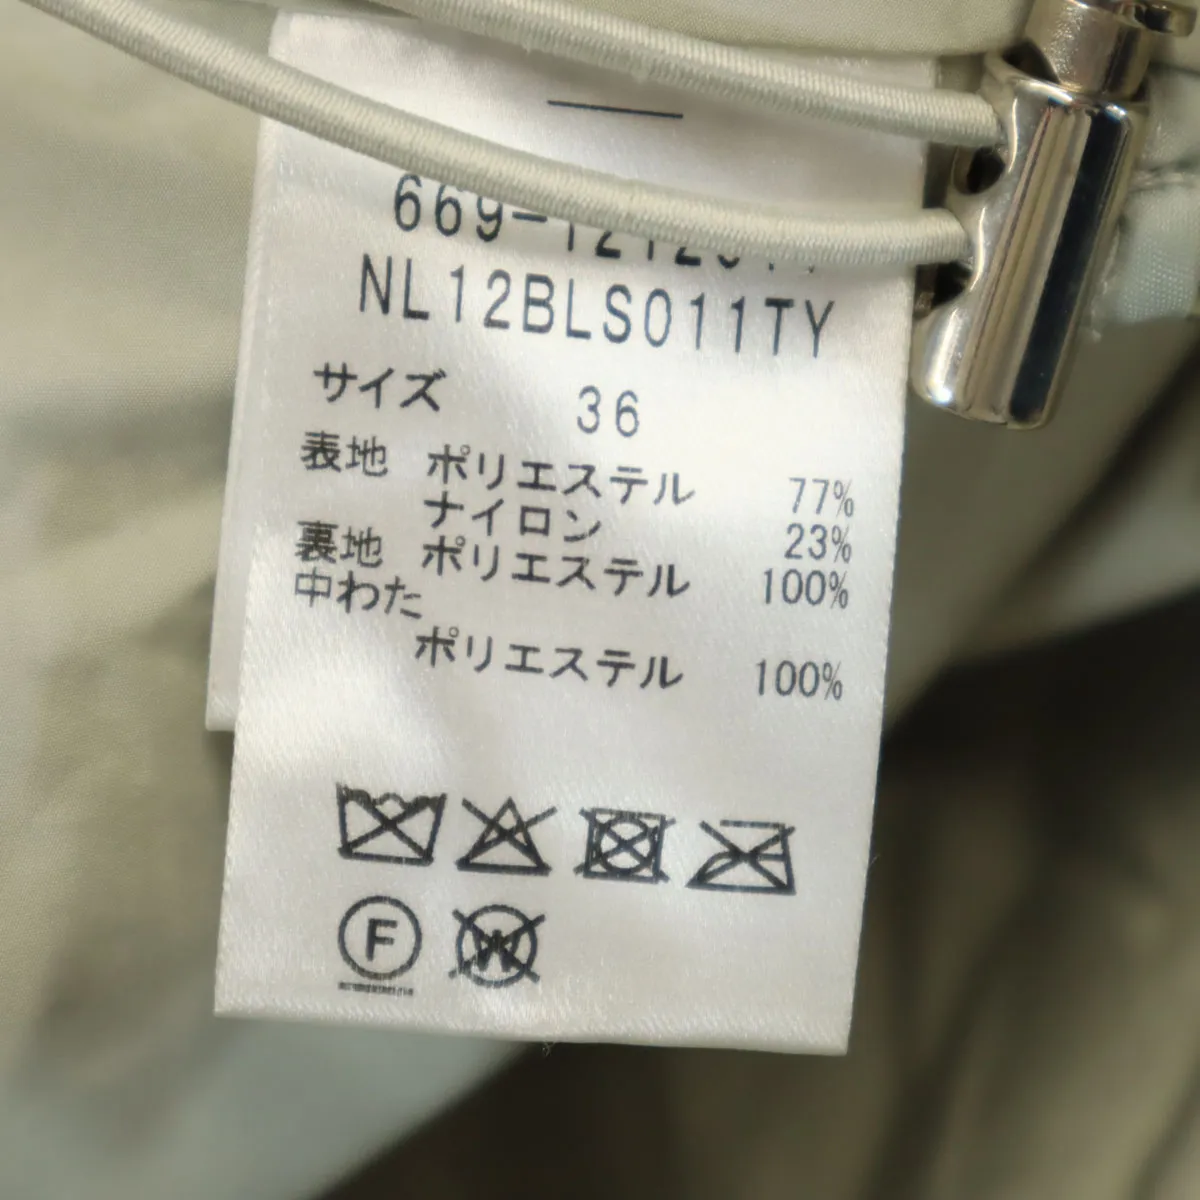 NL12BLS011TY
サイズ 36
表地 ポリエステル 77%
ナイロン 23%
裏地 ポリエステル 100%
中わた
ポリエステル 100%
F
W